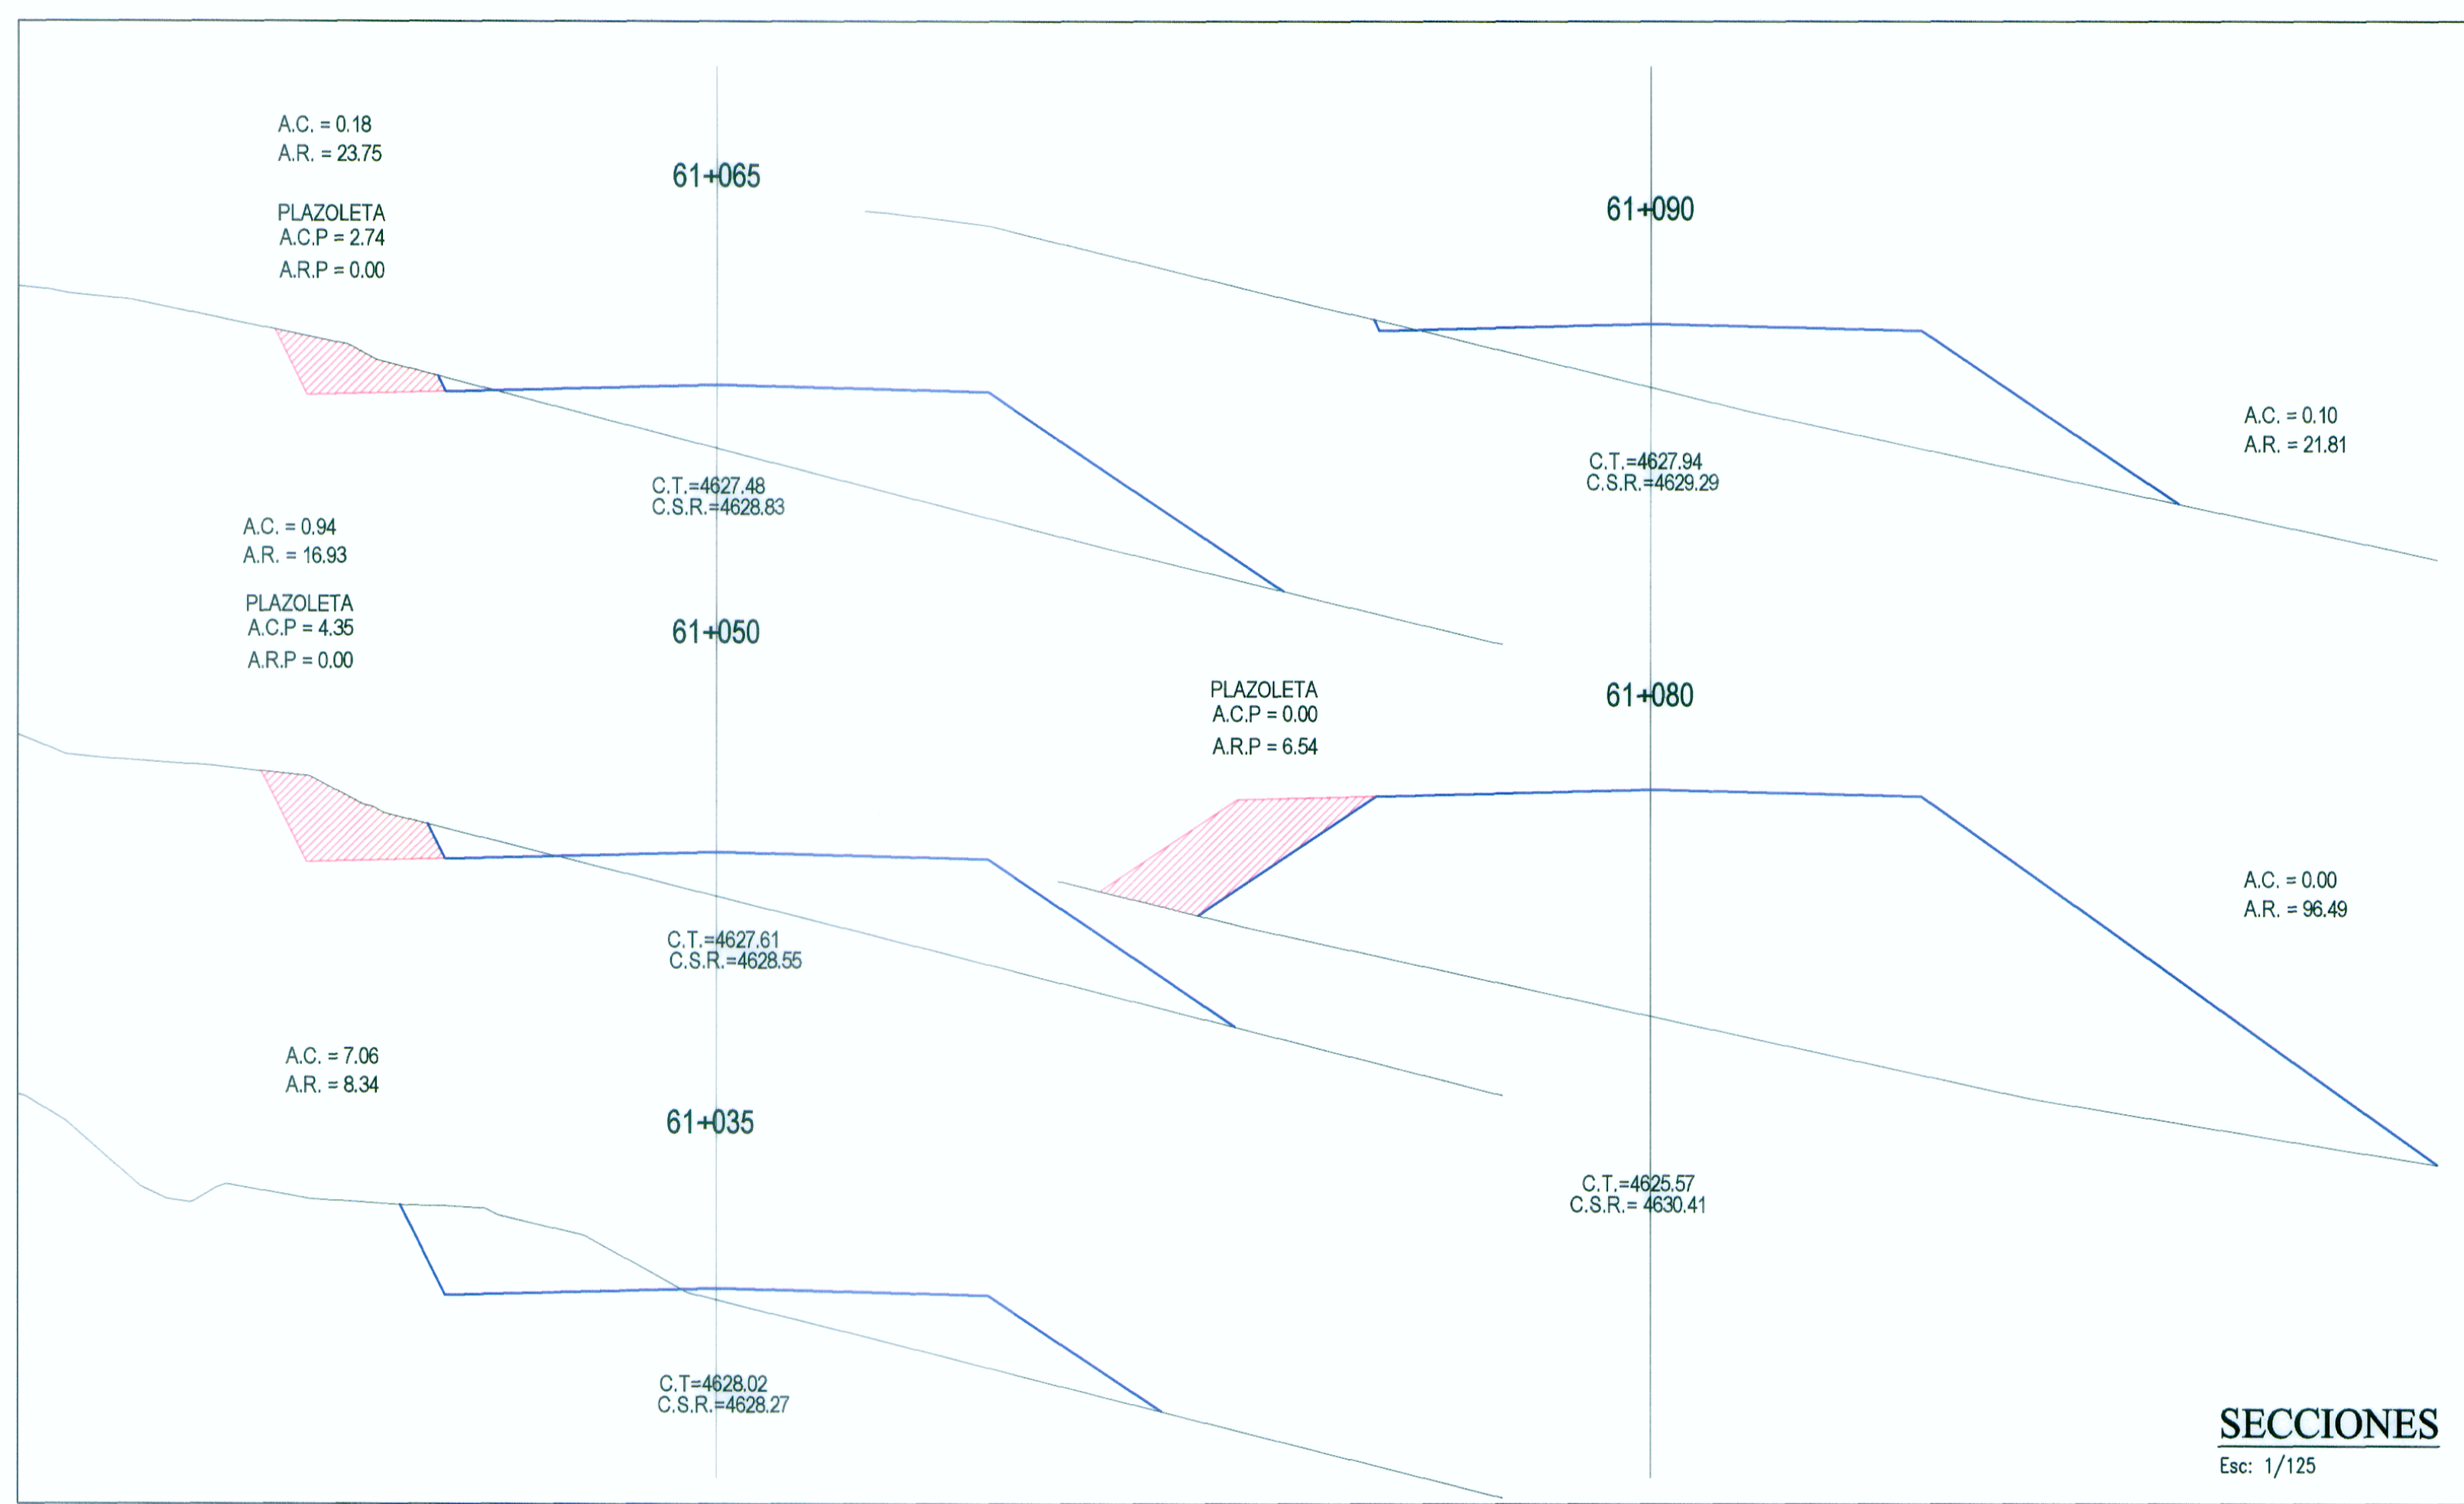 A.C. = 0.18
A.R. = 23.75
PLAZOLETA
A.C.P = 2.74
A.R.P = 0.00
61+065
C.T.=4627.48
C.S.R.=4628.83
61+090
C.T.=4627.94
C.S.R.=4629.29
A.C. = 0.10
A.R. = 21.81
A.C. = 0.94
A.R. = 16.93
PLAZOLETA
A.C.P = 4.35
A.R.P = 0.00
61+050
C.T.=4627.61
C.S.R.=4628.55
PLAZOLETA
A.C.P = 0.00
A.R.P = 6.54
61+080
A.C. = 0.00
A.R. = 96.49
C.T.=4625.57
C.S.R.= 4630.41
A.C. = 7.06
A.R. = 8.34
61+035
C.T=4628.02
C.S.R.=4628.27
SECCIONES
Esc: 1/125